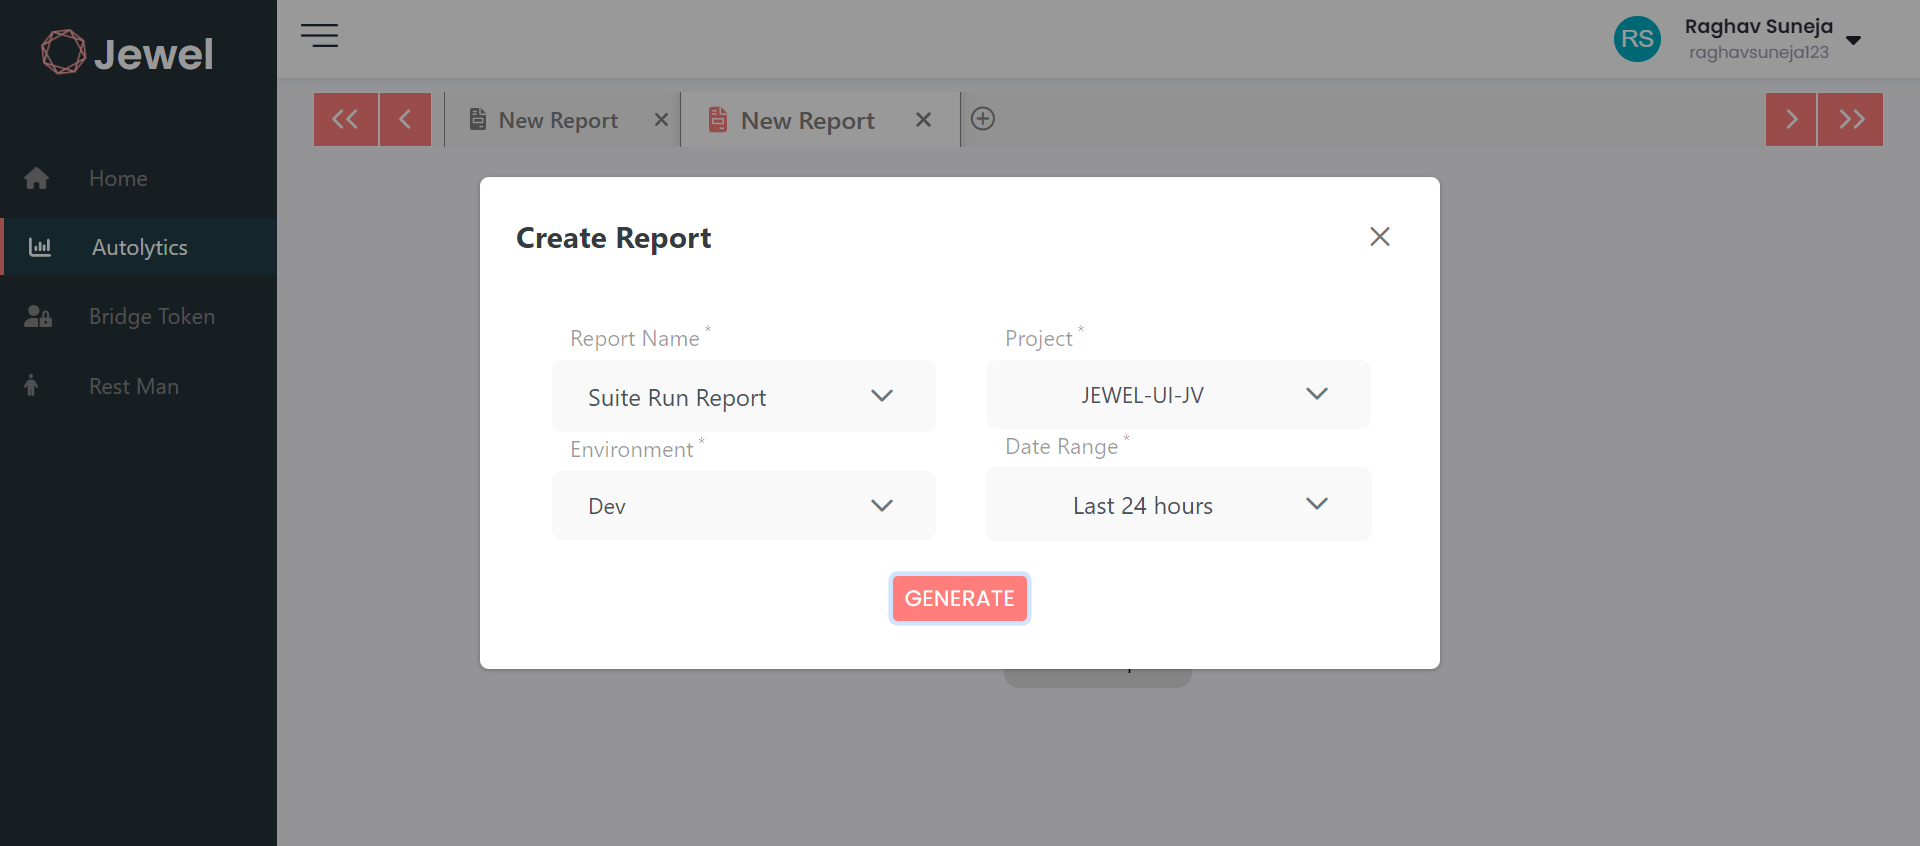 Jewel
RS
Raghav Suneja
raghavsuneja123
New Report
New Report
Home
Autolytics
Bridge Token
Rest Man
Create Report
Report Name *
Project *
Suite Run Report
JEWEL-UI-JV
Environment *
Date Range *
Dev
Last 24 hours
GENERATE